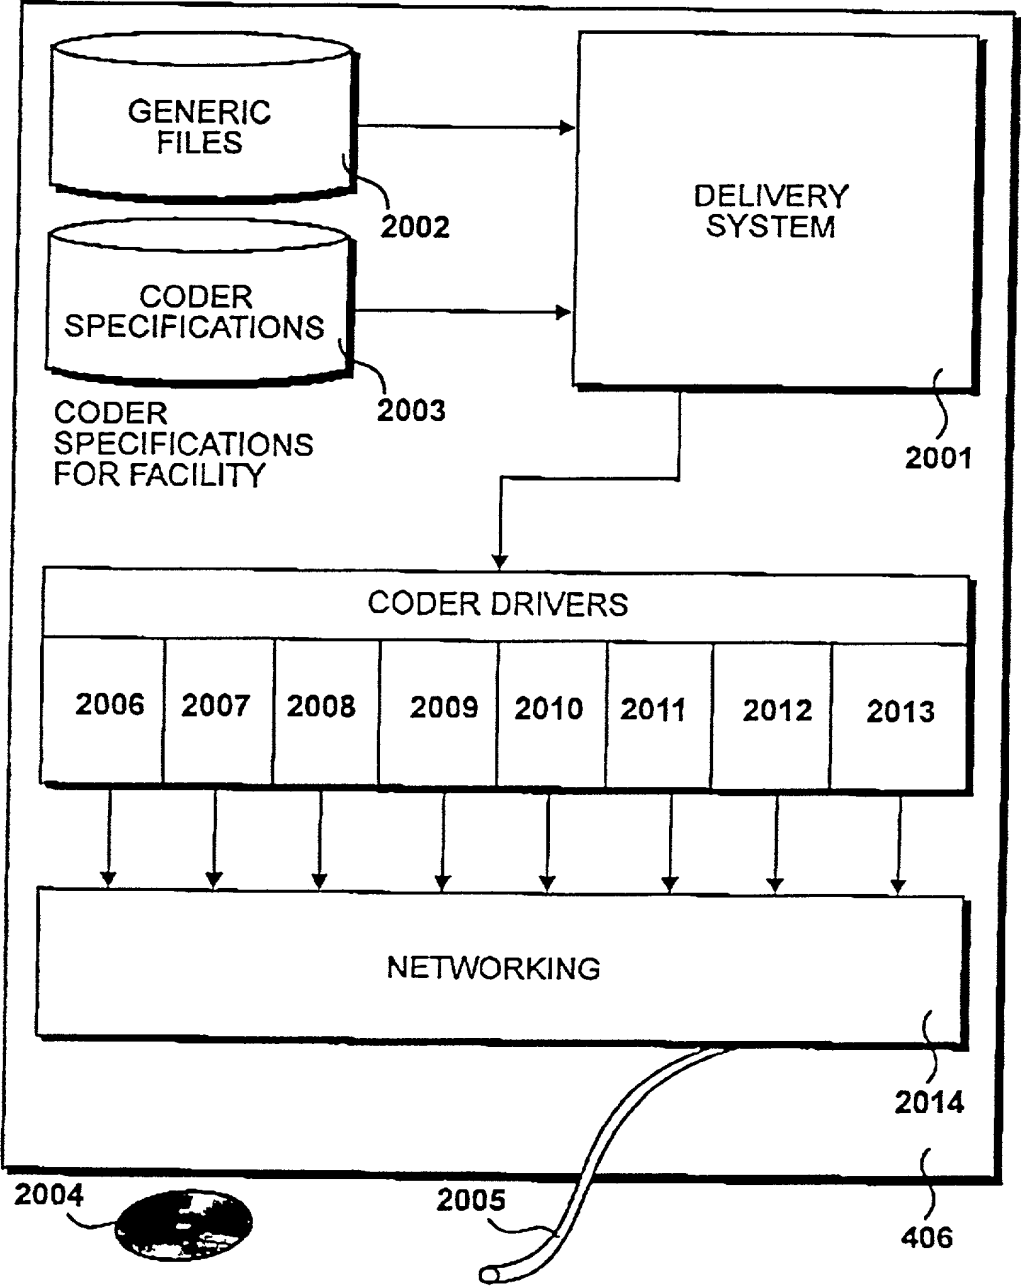 GENERIC
FILES
2002
DELIVERY
SYSTEM
2001
CODER
SPECIFICATIONS
2003
CODER
SPECIFICATIONS
FOR FACILITY
CODER DRIVERS
2006 2007 2008 2009 2010 2011 2012 2013
NETWORKING
2014
2004
2005
406